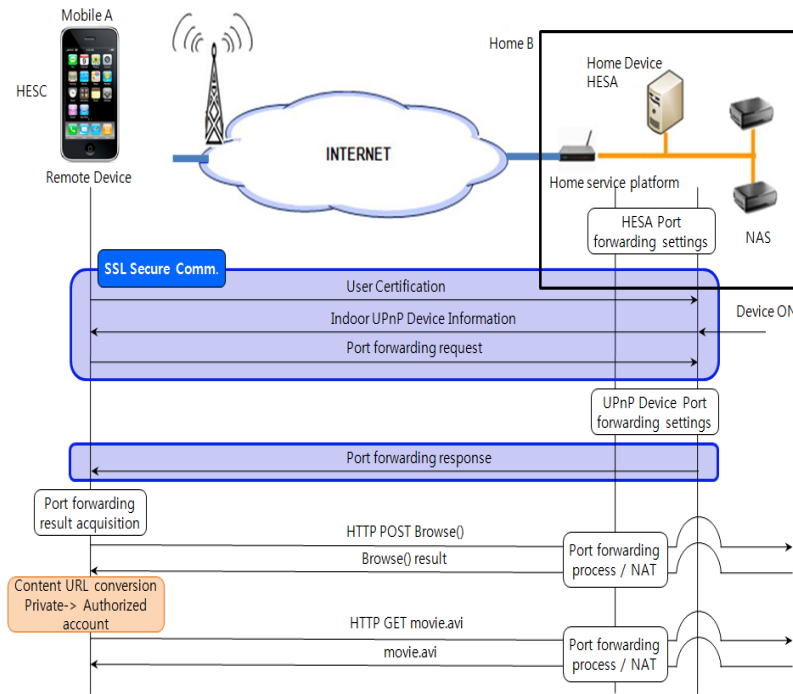 Mobile A
HESC
Remote Device
INTERNET
Home B
Home Device
HESA
Home service platform
NAS
HESA Port
forwarding settings
SSL Secure Comm.
User Certification
Indoor UPnP Device Information
Device ON
Port forwarding request
UPnP Device Port
forwarding settings
Port forwarding response
Port forwarding
result acquisition
HTTP POST Browse()
Browse() result
Port forwarding
process / NAT
Content URL conversion
Private-> Authorized
account
HTTP GET movie.avi
movie.avi
Port forwarding
process / NAT